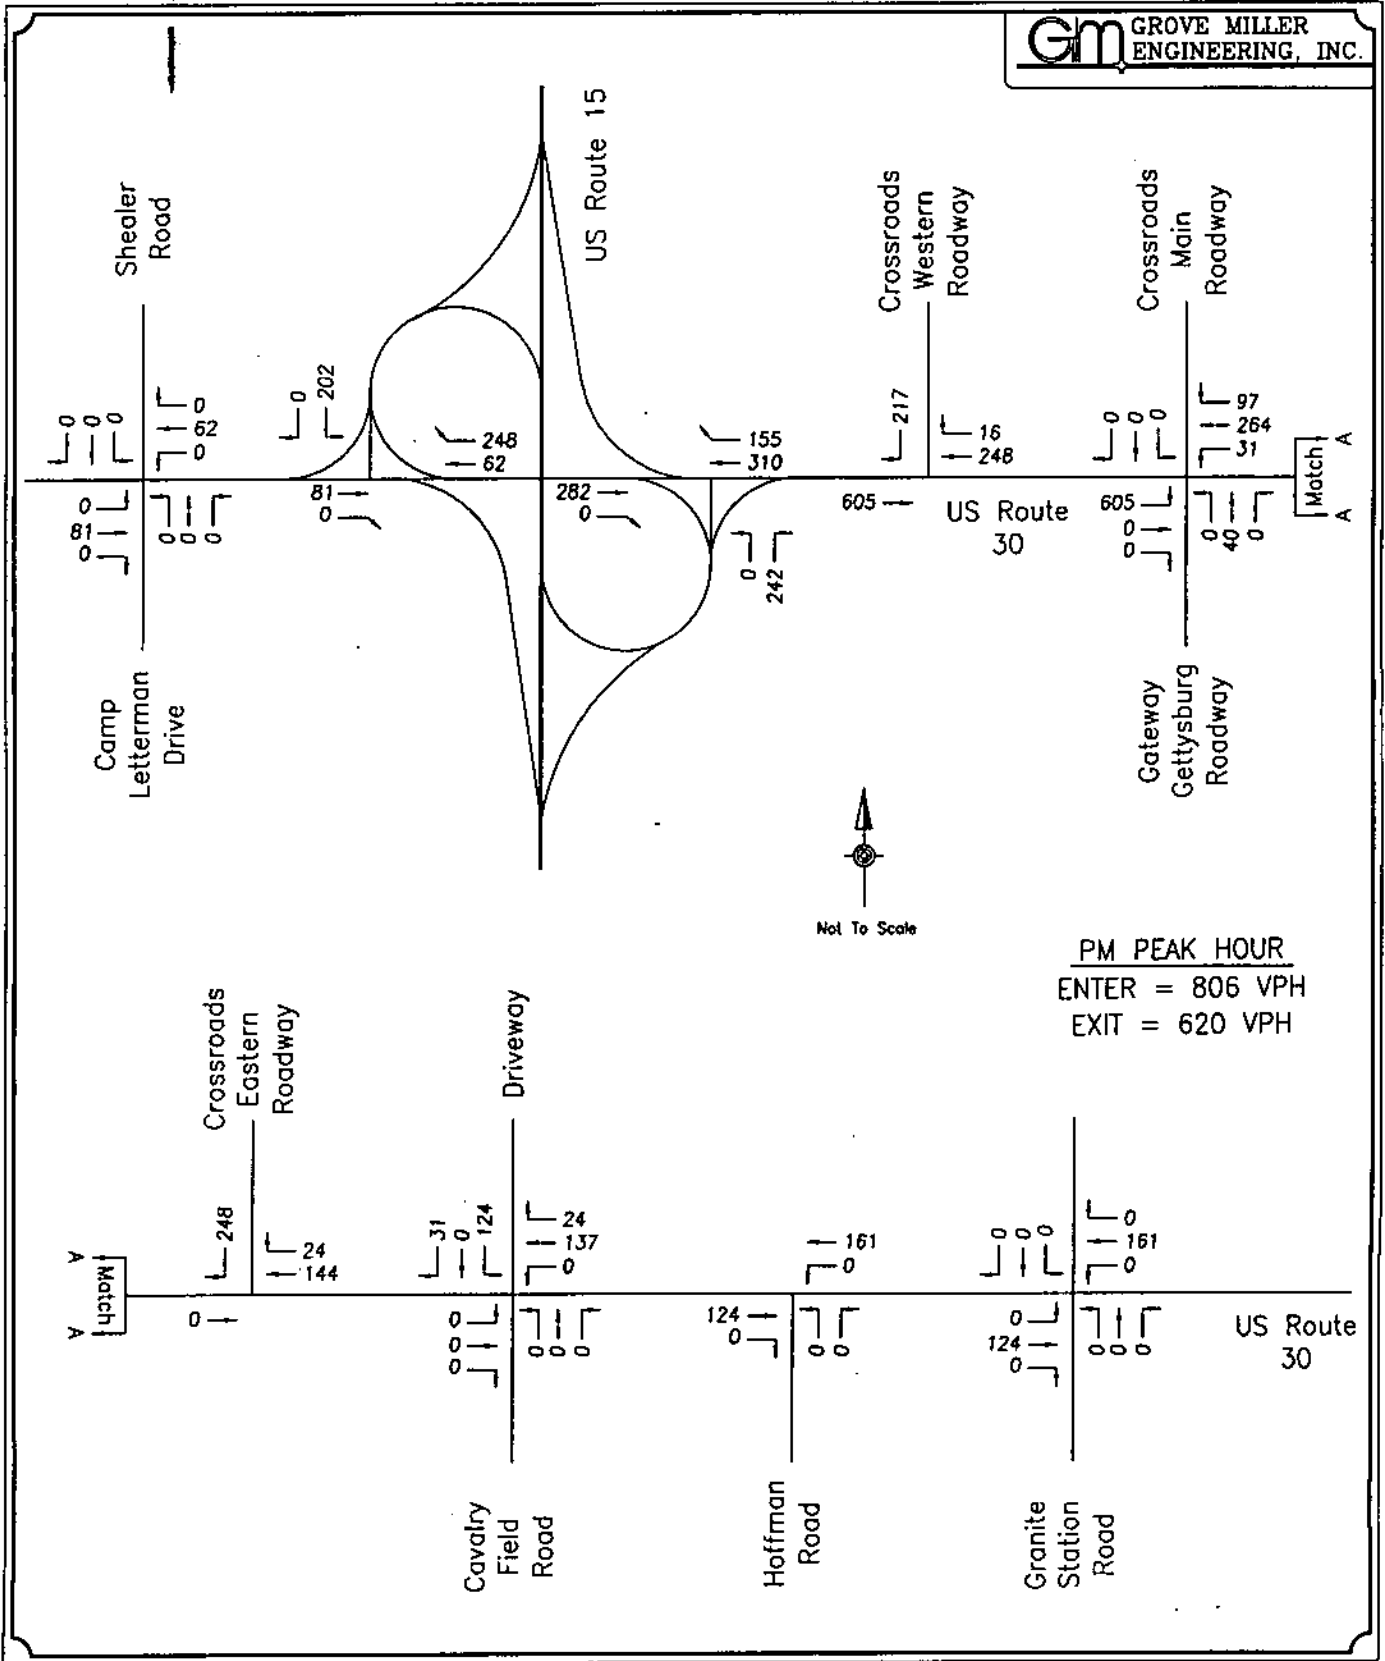 GM GROVE MILLER
ENGINEERING, INC.
Shealer
Road
US Route 15
Crossroads
Western
Roadway
Crossroads
Main
Roadway
0
0
0
0
62
0
0
81
0
0
0
0
0
202
248
62
81
0
282
0
155
310
0
242
217
16
248
605
US Route
30
0
0
0
97
264
31
605
0
0
0
40
0
A
Match
A
Camp
Letterman
Drive
Gateway
Gettysburg
Roadway
Not To Scale
PM PEAK HOUR
ENTER = 806 VPH
EXIT = 620 VPH
Crossroads
Eastern
Roadway
Driveway
A
Match
A
248
24
144
0
31
0
124
24
137
0
0
0
0
0
0
0
161
0
124
0
0
0
0
0
0
0
161
0
0
124
0
0
0
0
US Route
30
Cavalry
Field
Road
Hoffman
Road
Granite
Station
Road